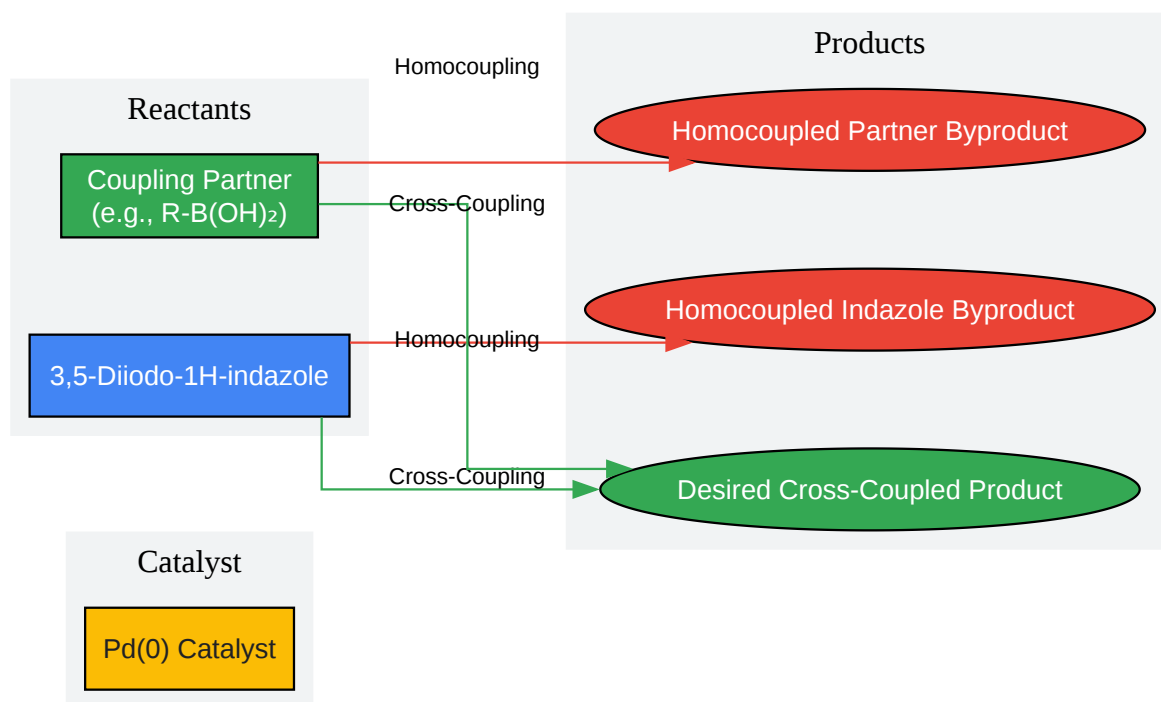 Reactants
Coupling Partner
(e.g., R-B(OH)₂)
3,5-Diiodo-1H-indazole
Catalyst
Pd(0) Catalyst
Homocoupling
Cross-Coupling
Homocoupling
Cross-Coupling
Products
Homocoupled Partner Byproduct
Homocoupled Indazole Byproduct
Desired Cross-Coupled Product